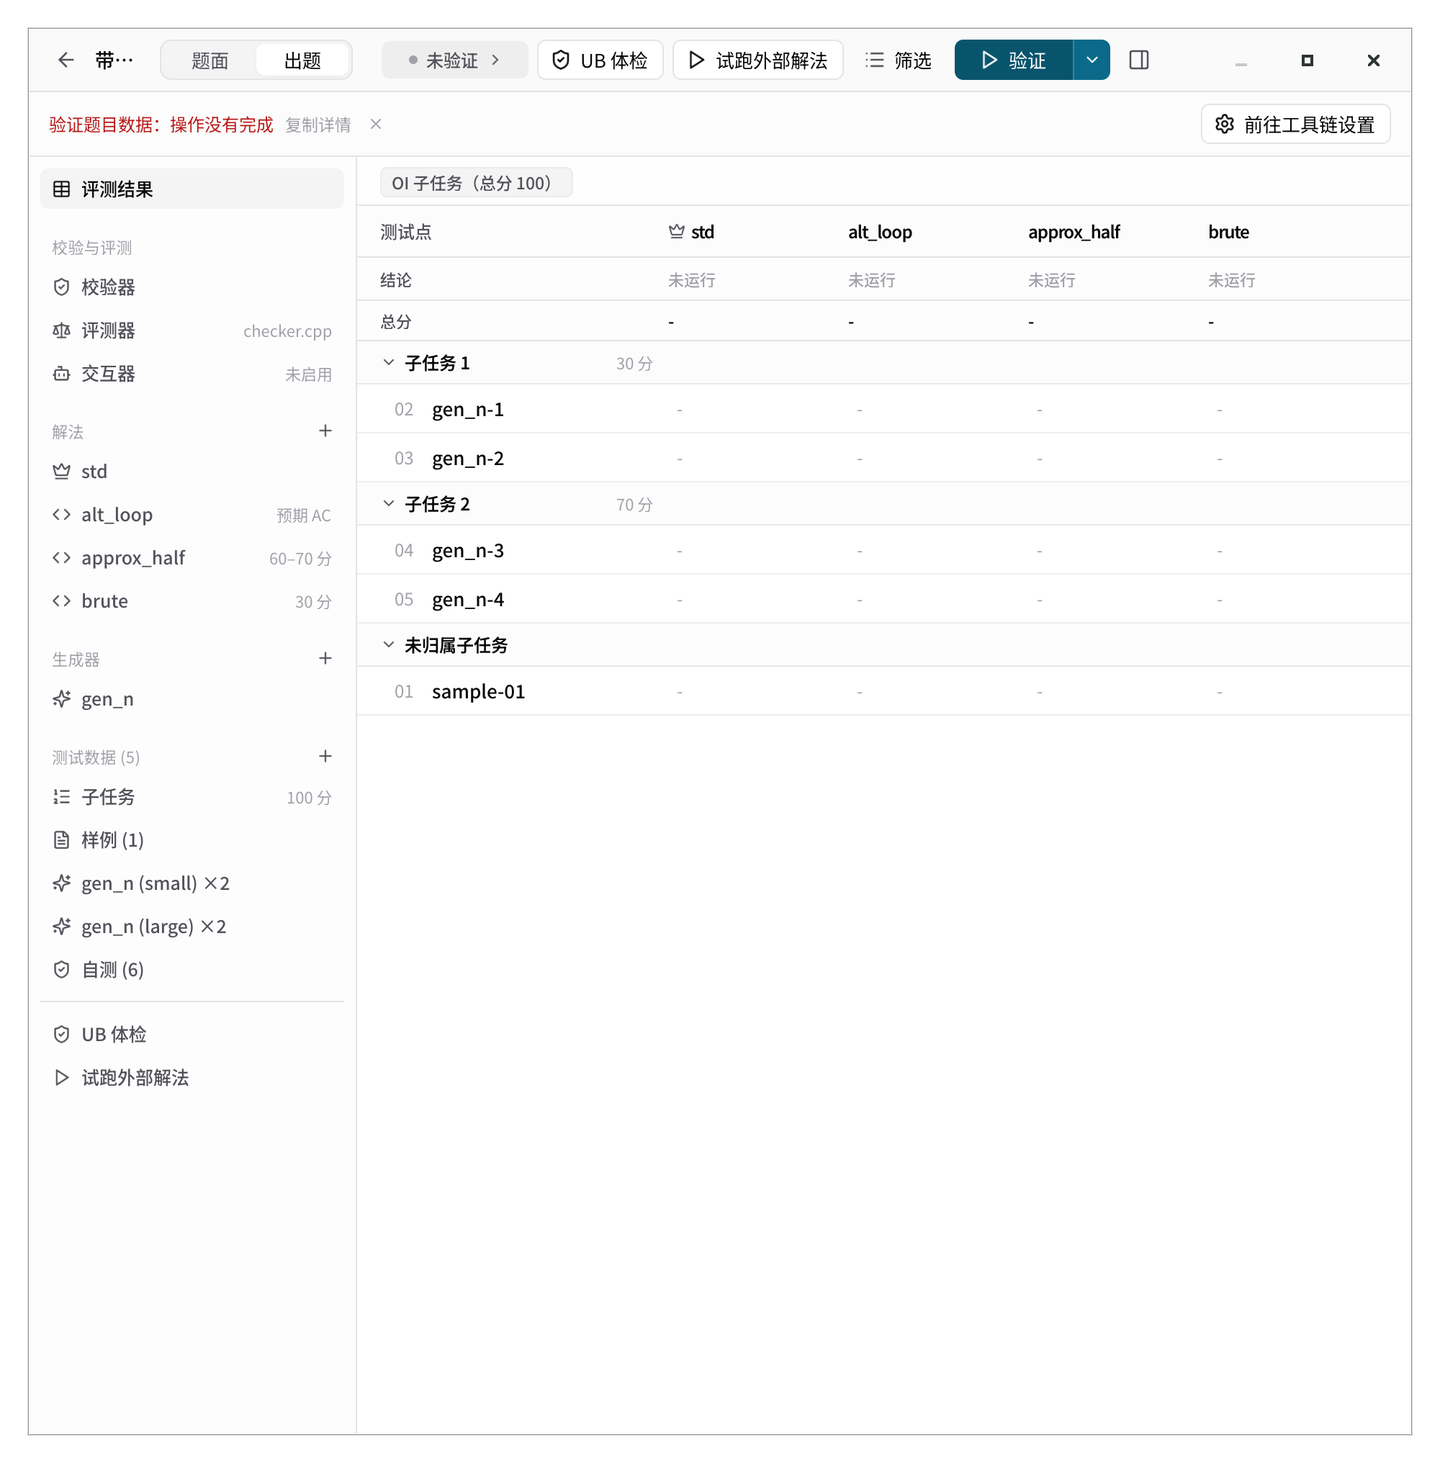 带… 题面 出题 未验证 UB 体检 试跑外部解法 筛选 验证
验证题目数据：操作没有完成 复制详情 前往工具链设置
评测结果
校验与评测
校验器
评测器 checker.cpp
交互器 未启用
解法
std
alt_loop 预期 AC
approx_half 60–70 分
brute 30 分
生成器
gen_n
测试数据 (5)
子任务 100 分
样例 (1)
gen_n (small) ×2
gen_n (large) ×2
自测 (6)
UB 体检
试跑外部解法
OI 子任务（总分 100）
测试点 std alt_loop approx_half brute
结论 未运行 未运行 未运行 未运行
总分 - - - -
子任务 1 30 分
02 gen_n-1 - - - -
03 gen_n-2 - - - -
子任务 2 70 分
04 gen_n-3 - - - -
05 gen_n-4 - - - -
未归属子任务
01 sample-01 - - - -